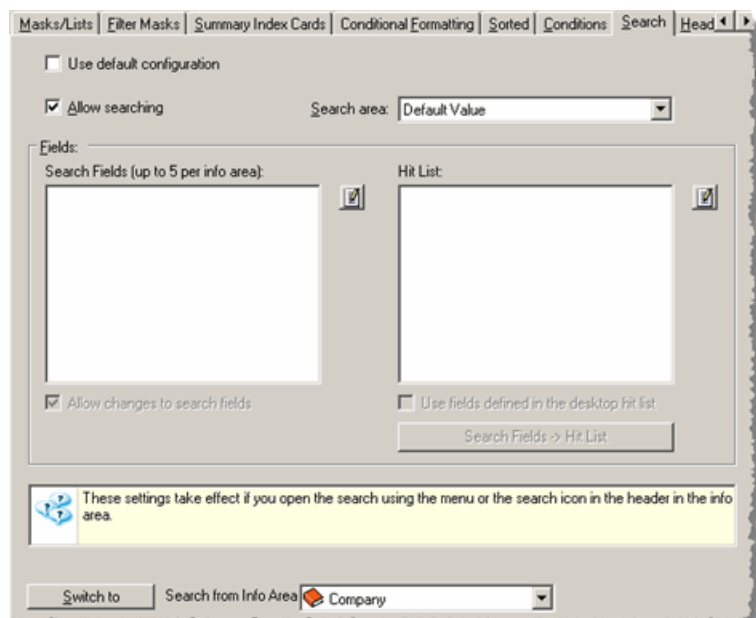 Masks/Lists Filter Masks Summary Index Cards Conditional Formatting Sorted Conditions Search Head
Use default configuration
Allow searching Search area: Default Value
Fields:
Search Fields (up to 5 per info area): Hit List:
Allow changes to search fields Use fields defined in the desktop hit list
Search Fields -> Hit List
These settings take effect if you open the search using the menu or the search icon in the header in the info
area.
Switch to Search from Info Area Company